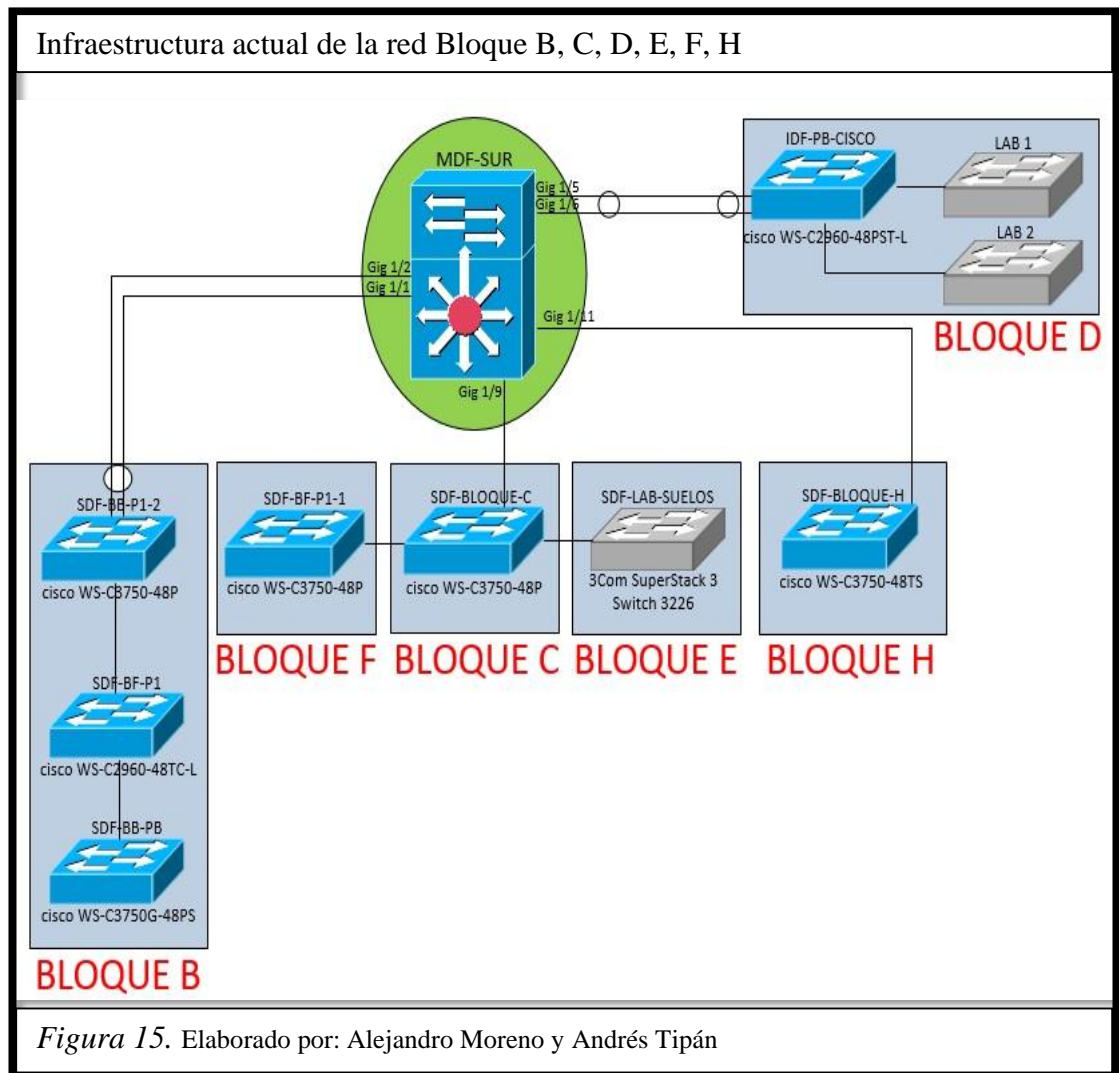 Infraestructura actual de la red Bloque B, C, D, E, F, H
MDF-SUR
Gig 1/5
Gig 1/6
Gig 1/2
Gig 1/1
Gig 1/11
Gig 1/9
IDF-PB-CISCO
cisco WS-C2960-48PST-L
LAB 1
LAB 2
BLOQUE D
SDF-BB-P1-2
cisco WS-C3750-48P
SDF-BF-P1
cisco WS-C2960-48TC-L
SDF-BB-PB
cisco WS-C3750G-48PS
BLOQUE B
SDF-BF-P1-1
cisco WS-C3750-48P
BLOQUE F
SDF-BLOQUE-C
cisco WS-C3750-48P
BLOQUE C
SDF-LAB-SUELOS
3Com SuperStack 3
Switch 3226
BLOQUE E
SDF-BLOQUE-H
cisco WS-C3750-48TS
BLOQUE H
Figura 15. Elaborado por: Alejandro Moreno y Andrés Tipán